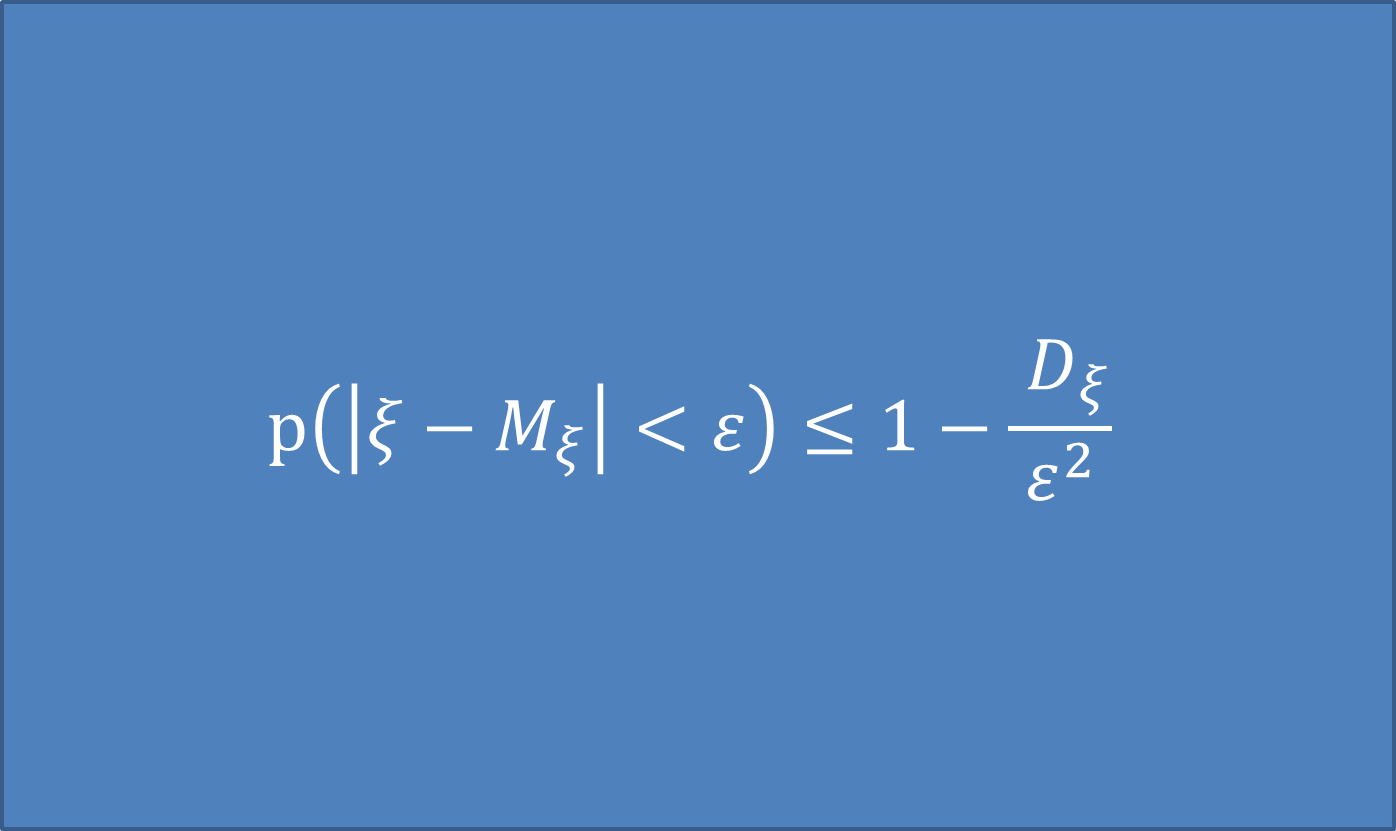 p(|ξ − M_ξ| < ε) ≤ 1 − D_ξ / ε²